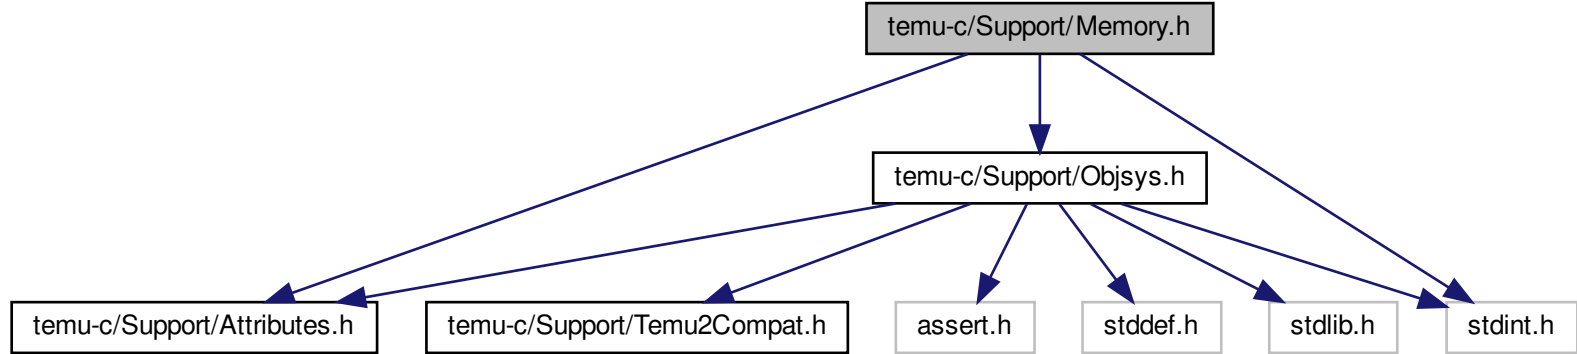 temu-c/Support/Memory.h
temu-c/Support/Objsys.h
temu-c/Support/Attributes.h
temu-c/Support/Temu2Compat.h
assert.h
stddef.h
stdlib.h
stdint.h